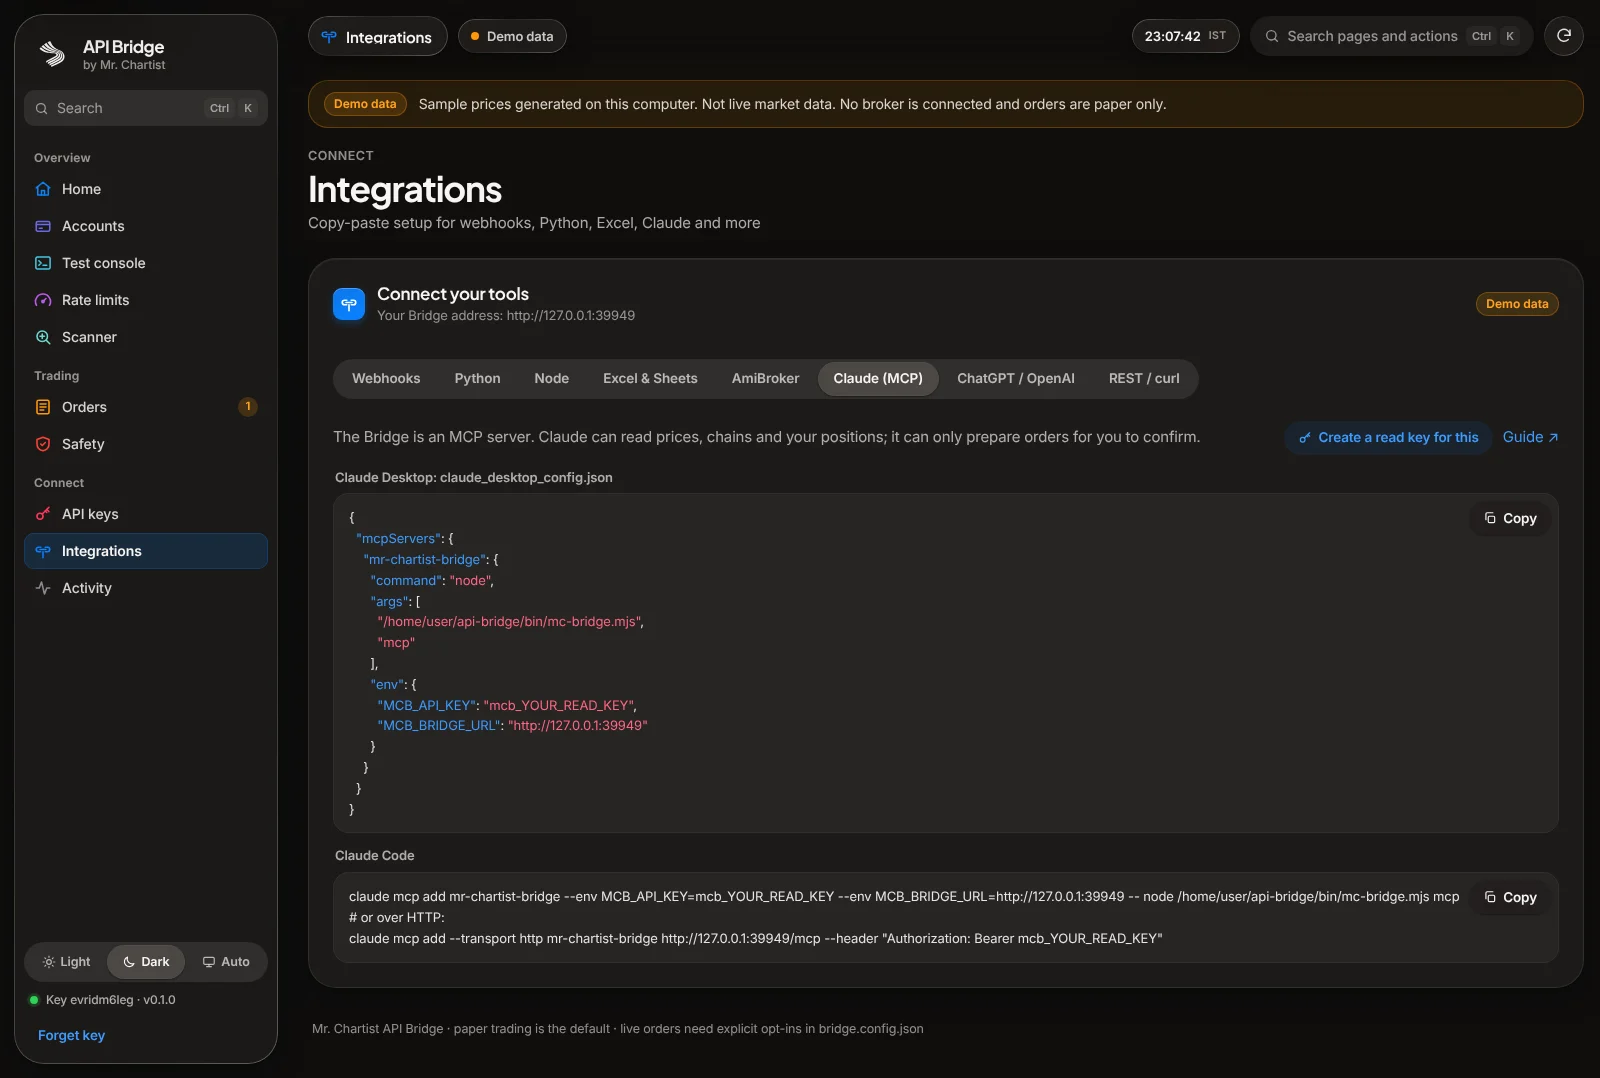 API Bridge
by Mr. Chartist
Search Ctrl K
Overview
Home
Accounts
Test console
Rate limits
Scanner
Trading
Orders 1
Safety
Connect
API keys
Integrations
Activity
Light Dark Auto
Key evridm6leg · v0.1.0
Forget key
Integrations
Demo data
23:07:42 IST
Search pages and actions Ctrl K
Demo data Sample prices generated on this computer. Not live market data. No broker is connected and orders are paper only.
CONNECT
Integrations
Copy-paste setup for webhooks, Python, Excel, Claude and more
Connect your tools
Your Bridge address: http://127.0.0.1:39949
Demo data
Webhooks Python Node Excel & Sheets AmiBroker Claude (MCP) ChatGPT / OpenAI REST / curl
The Bridge is an MCP server. Claude can read prices, chains and your positions; it can only prepare orders for you to confirm.
Create a read key for this Guide ↗
Claude Desktop: claude_desktop_config.json
Copy
{
"mcpServers": {
"mr-chartist-bridge": {
"command": "node",
"args": [
"/home/user/api-bridge/bin/mc-bridge.mjs",
"mcp"
],
"env": {
"MCB_API_KEY": "mcb_YOUR_READ_KEY",
"MCB_BRIDGE_URL": "http://127.0.0.1:39949"
}
}
}
}
Claude Code
claude mcp add mr-chartist-bridge --env MCB_API_KEY=mcb_YOUR_READ_KEY --env MCB_BRIDGE_URL=http://127.0.0.1:39949 -- node /home/user/api-bridge/bin/mc-bridge.mjs mcp
Copy
# or over HTTP:
claude mcp add --transport http mr-chartist-bridge http://127.0.0.1:39949/mcp --header "Authorization: Bearer mcb_YOUR_READ_KEY"
Mr. Chartist API Bridge · paper trading is the default · live orders need explicit opt-ins in bridge.config.json